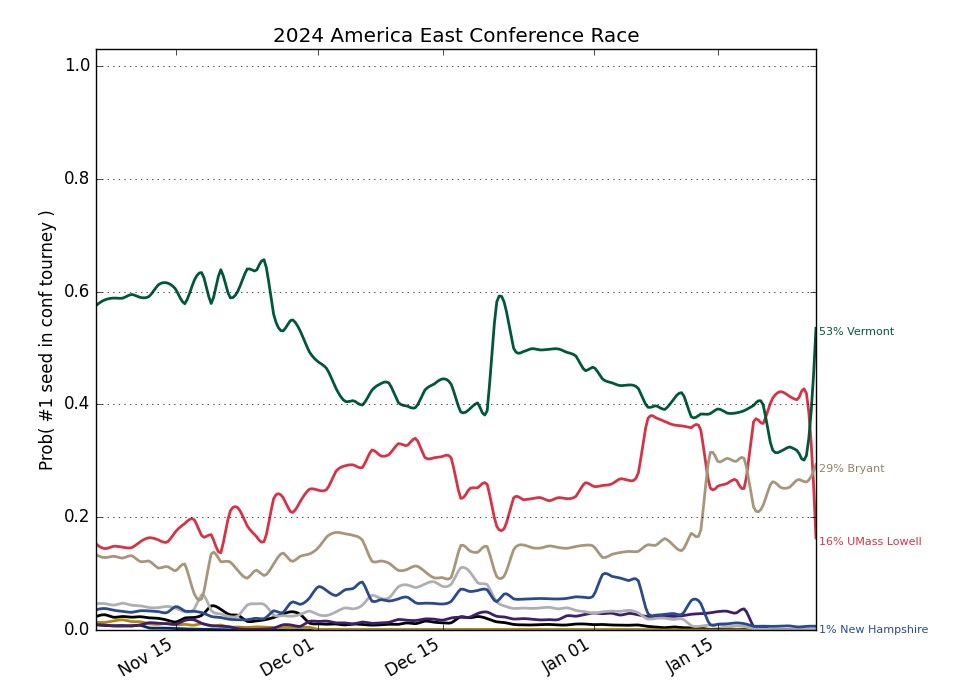 2024 America East Conference Race
Prob( #1 seed in conf tourney )
1.0
0.8
0.6
0.4
0.2
0.0
53% Vermont
29% Bryant
16% UMass Lowell
1% New Hampshire
Nov 15
Dec 01
Dec 15
Jan 01
Jan 15